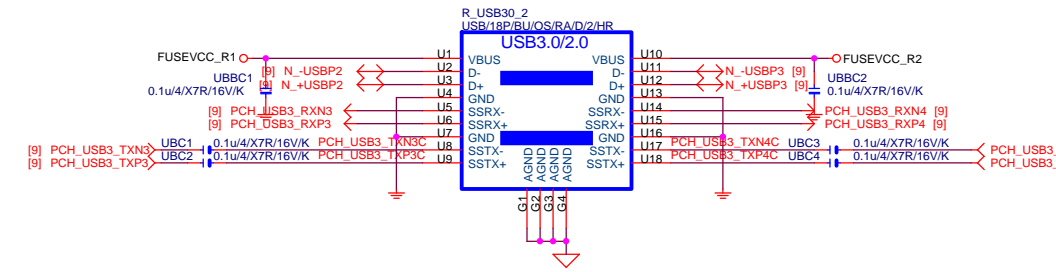 R_USB30_2
USB/18P/BU/OS/RA/D/2/HR
USB3.0/2.0
FUSEVCC_R1 U1 VBUS VBUS U10 FUSEVCC_R2
[9] N_-USBP2 U2 D- D- U11 N_-USBP3 [9]
UBBC1 [9] N_+USBP2 U3 D+ D+ U12 N_+USBP3 [9] UBBC2
0.1u/4/X7R/16V/K U4 GND GND U13 0.1u/4/X7R/16V/K
[9] PCH_USB3_RXN3 U5 SSRX- SSRX- U14 PCH_USB3_RXN4 [9]
[9] PCH_USB3_RXP3 U6 SSRX+ SSRX+ U15 PCH_USB3_RXP4 [9]
U7 GND GND U16
[9] PCH_USB3_TXN3 UBC1 0.1u/4/X7R/16V/K PCH_USB3_TXN3C U8 SSTX- SSTX- U17 PCH_USB3_TXN4C UBC3 0.1u/4/X7R/16V/K PCH_USB3_
[9] PCH_USB3_TXP3 UBC2 0.1u/4/X7R/16V/K PCH_USB3_TXP3C U9 SSTX+ SSTX+ U18 PCH_USB3_TXP4C UBC4 0.1u/4/X7R/16V/K PCH_USB3_
AGND AGND AGND AGND
G1 G2 G3 G4